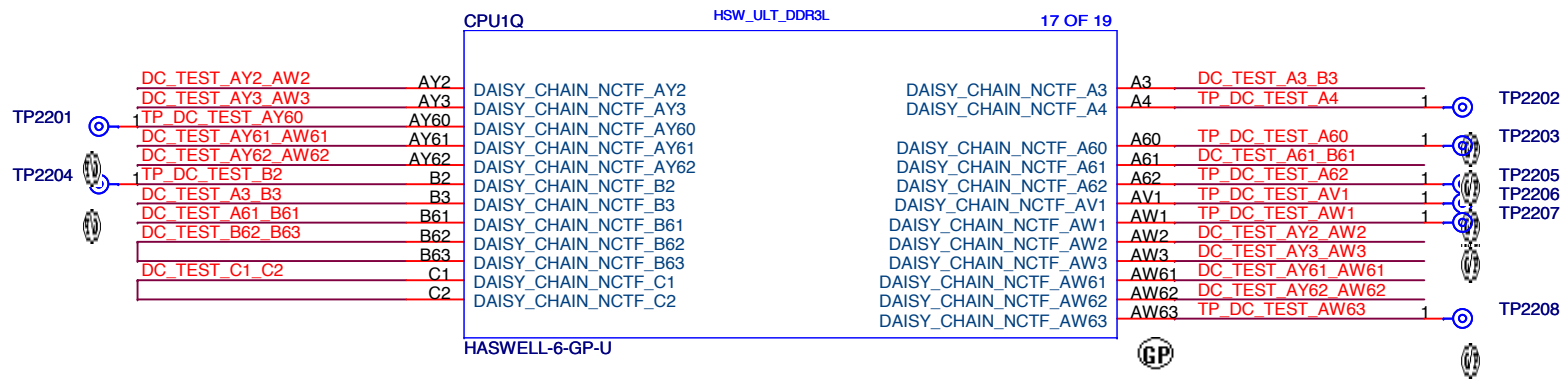 CPU1Q HSW_ULT_DDR3L 17 OF 19
DC_TEST_AY2_AW2 AY2 DAISY_CHAIN_NCTF_AY2 DAISY_CHAIN_NCTF_A3 A3 DC_TEST_A3_B3
DC_TEST_AY3_AW3 AY3 DAISY_CHAIN_NCTF_AY3 DAISY_CHAIN_NCTF_A4 A4 TP_DC_TEST_A4 1 TP2202
TP2201 1 TP_DC_TEST_AY60 AY60 DAISY_CHAIN_NCTF_AY60
DC_TEST_AY61_AW61 AY61 DAISY_CHAIN_NCTF_AY61 DAISY_CHAIN_NCTF_A60 A60 TP_DC_TEST_A60 1 TP2203
DC_TEST_AY62_AW62 AY62 DAISY_CHAIN_NCTF_AY62 DAISY_CHAIN_NCTF_A61 A61 DC_TEST_A61_B61
TP2204 1 TP_DC_TEST_B2 B2 DAISY_CHAIN_NCTF_B2 DAISY_CHAIN_NCTF_A62 A62 TP_DC_TEST_A62 1 TP2205
DC_TEST_A3_B3 B3 DAISY_CHAIN_NCTF_B3 DAISY_CHAIN_NCTF_AV1 AV1 TP_DC_TEST_AV1 1 TP2206
DC_TEST_A61_B61 B61 DAISY_CHAIN_NCTF_B61 DAISY_CHAIN_NCTF_AW1 AW1 TP_DC_TEST_AW1 1 TP2207
DC_TEST_B62_B63 B62 DAISY_CHAIN_NCTF_B62 DAISY_CHAIN_NCTF_AW2 AW2 DC_TEST_AY2_AW2
B63 DAISY_CHAIN_NCTF_B63 DAISY_CHAIN_NCTF_AW3 AW3 DC_TEST_AY3_AW3
DC_TEST_C1_C2 C1 DAISY_CHAIN_NCTF_C1 DAISY_CHAIN_NCTF_AW61 AW61 DC_TEST_AY61_AW61
C2 DAISY_CHAIN_NCTF_C2 DAISY_CHAIN_NCTF_AW62 AW62 DC_TEST_AY62_AW62
DAISY_CHAIN_NCTF_AW63 AW63 TP_DC_TEST_AW63 1 TP2208
HASWELL-6-GP-U
GP